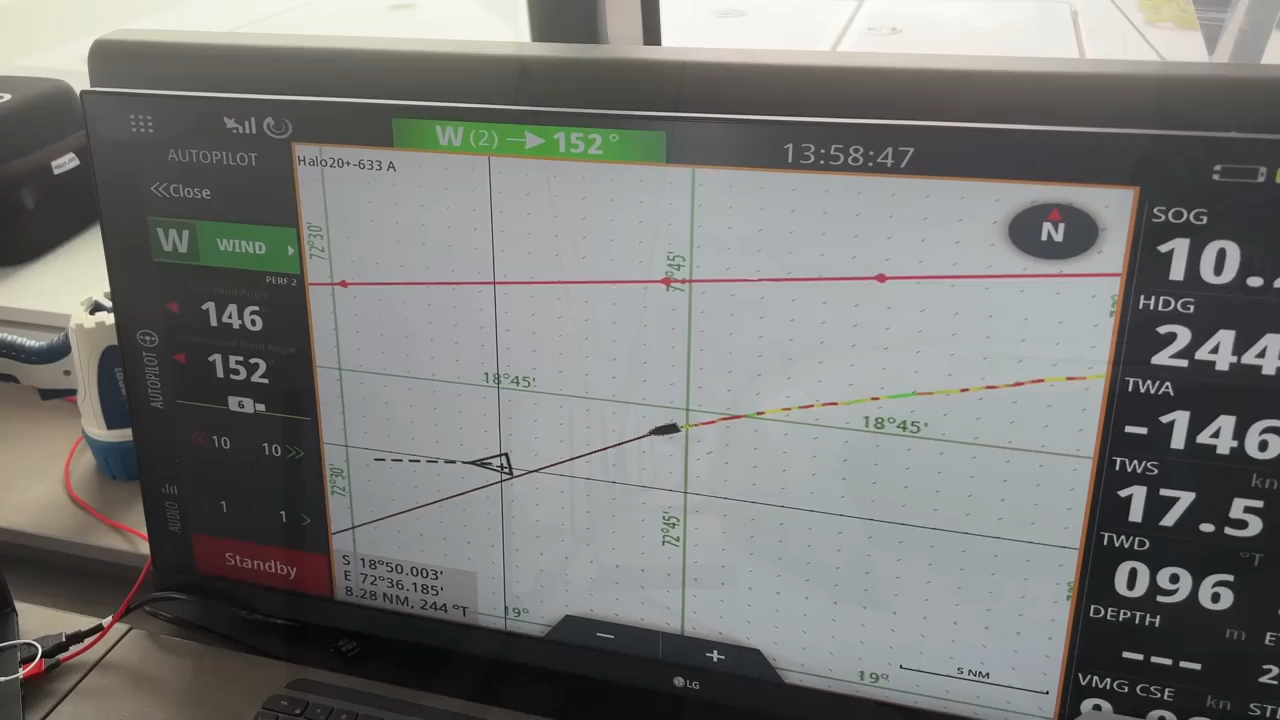 W (2) 152°
13:58:47
AUTOPILOT
Close
W WIND
PERF 2
146
152
6
10 10
1 1
Standby
AUTOPILOT
AUDIO
Halo20+-633 A
72°30'
72°45'
N
18°45'
18°45'
72°30'
72°45'
S 18°50.003'
E 72°36.185'
8.28 NM, 244 °T
19°
19°
5 NM
LG
SOG
10.
HDG
244
TWA
-146
TWS
kn
17.5
TWD
°T
096
DEPTH
m
---
VMG CSE
kn